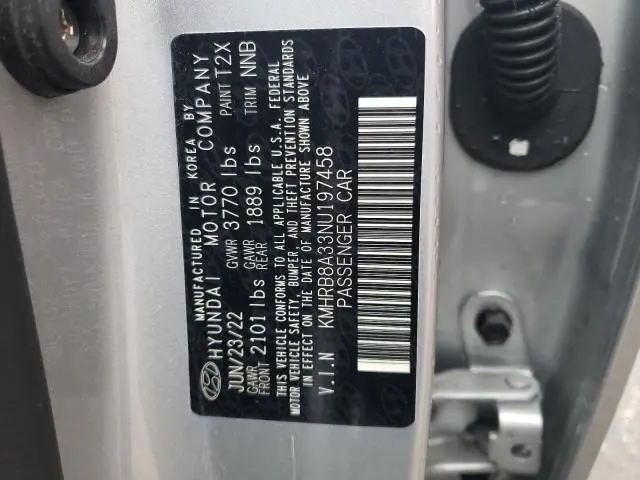 MANUFACTURED IN KOREA BY
HYUNDAI MOTOR COMPANY
JUN/23/22 GVWR 3770 lbs PAINT T2X
GAWR FRONT 2101 lbs GAWR REAR 1889 lbs TRIM NNB
THIS VEHICLE CONFORMS TO ALL APPLICABLE U.S.A. FEDERAL
MOTOR VEHICLE SAFETY, BUMPER, AND THEFT PREVENTION STANDARDS
IN EFFECT ON THE DATE OF MANUFACTURE SHOWN ABOVE
V.I.N KMHRB8A33NU197458
PASSENGER CAR